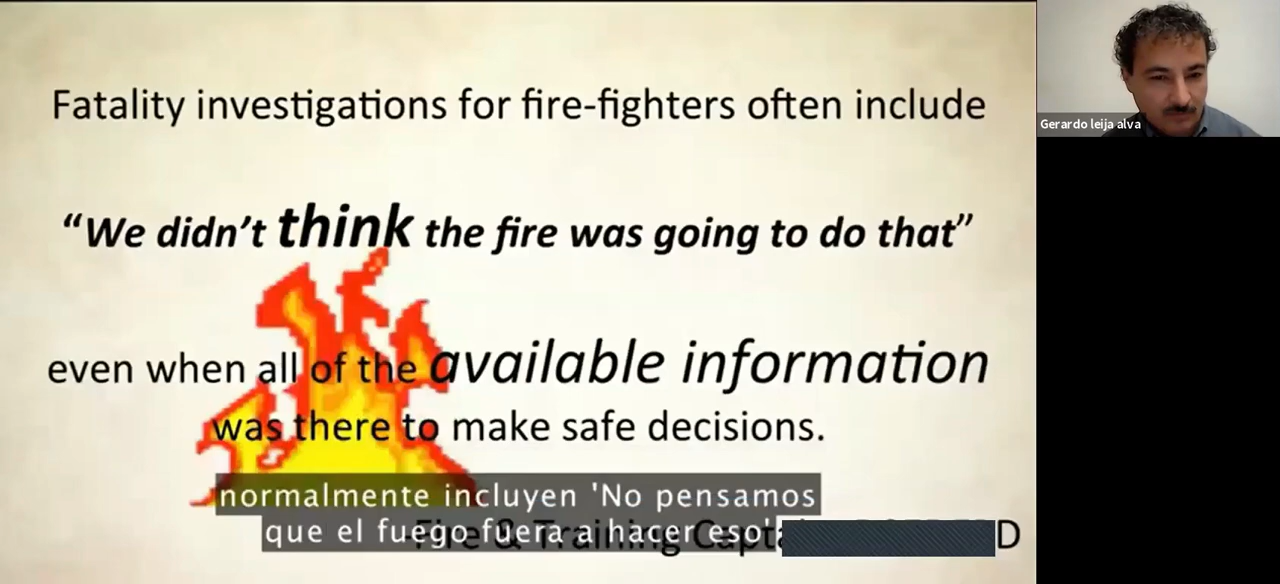 Fatality investigations for fire-fighters often include
“We didn’t think the fire was going to do that”
even when all of the available information
was there to make safe decisions.
normalmente incluyen 'No pensamos
que el fuego fuera a hacer eso'
Fire & Training
Gerardo leija alva